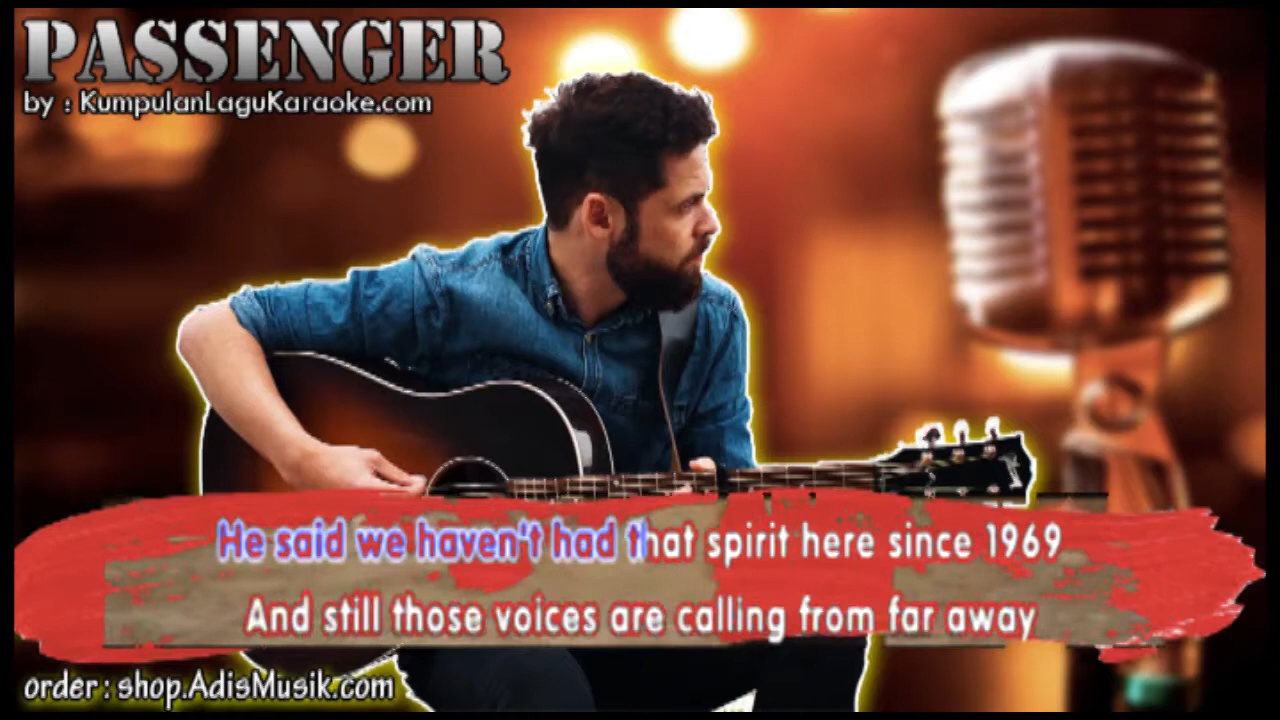 PASSENGER
by : KumpulanLaguKaraoke.com
He said we haven't had that spirit here since 1969
And still those voices are calling from far away
order : shop.AdisMusik.com